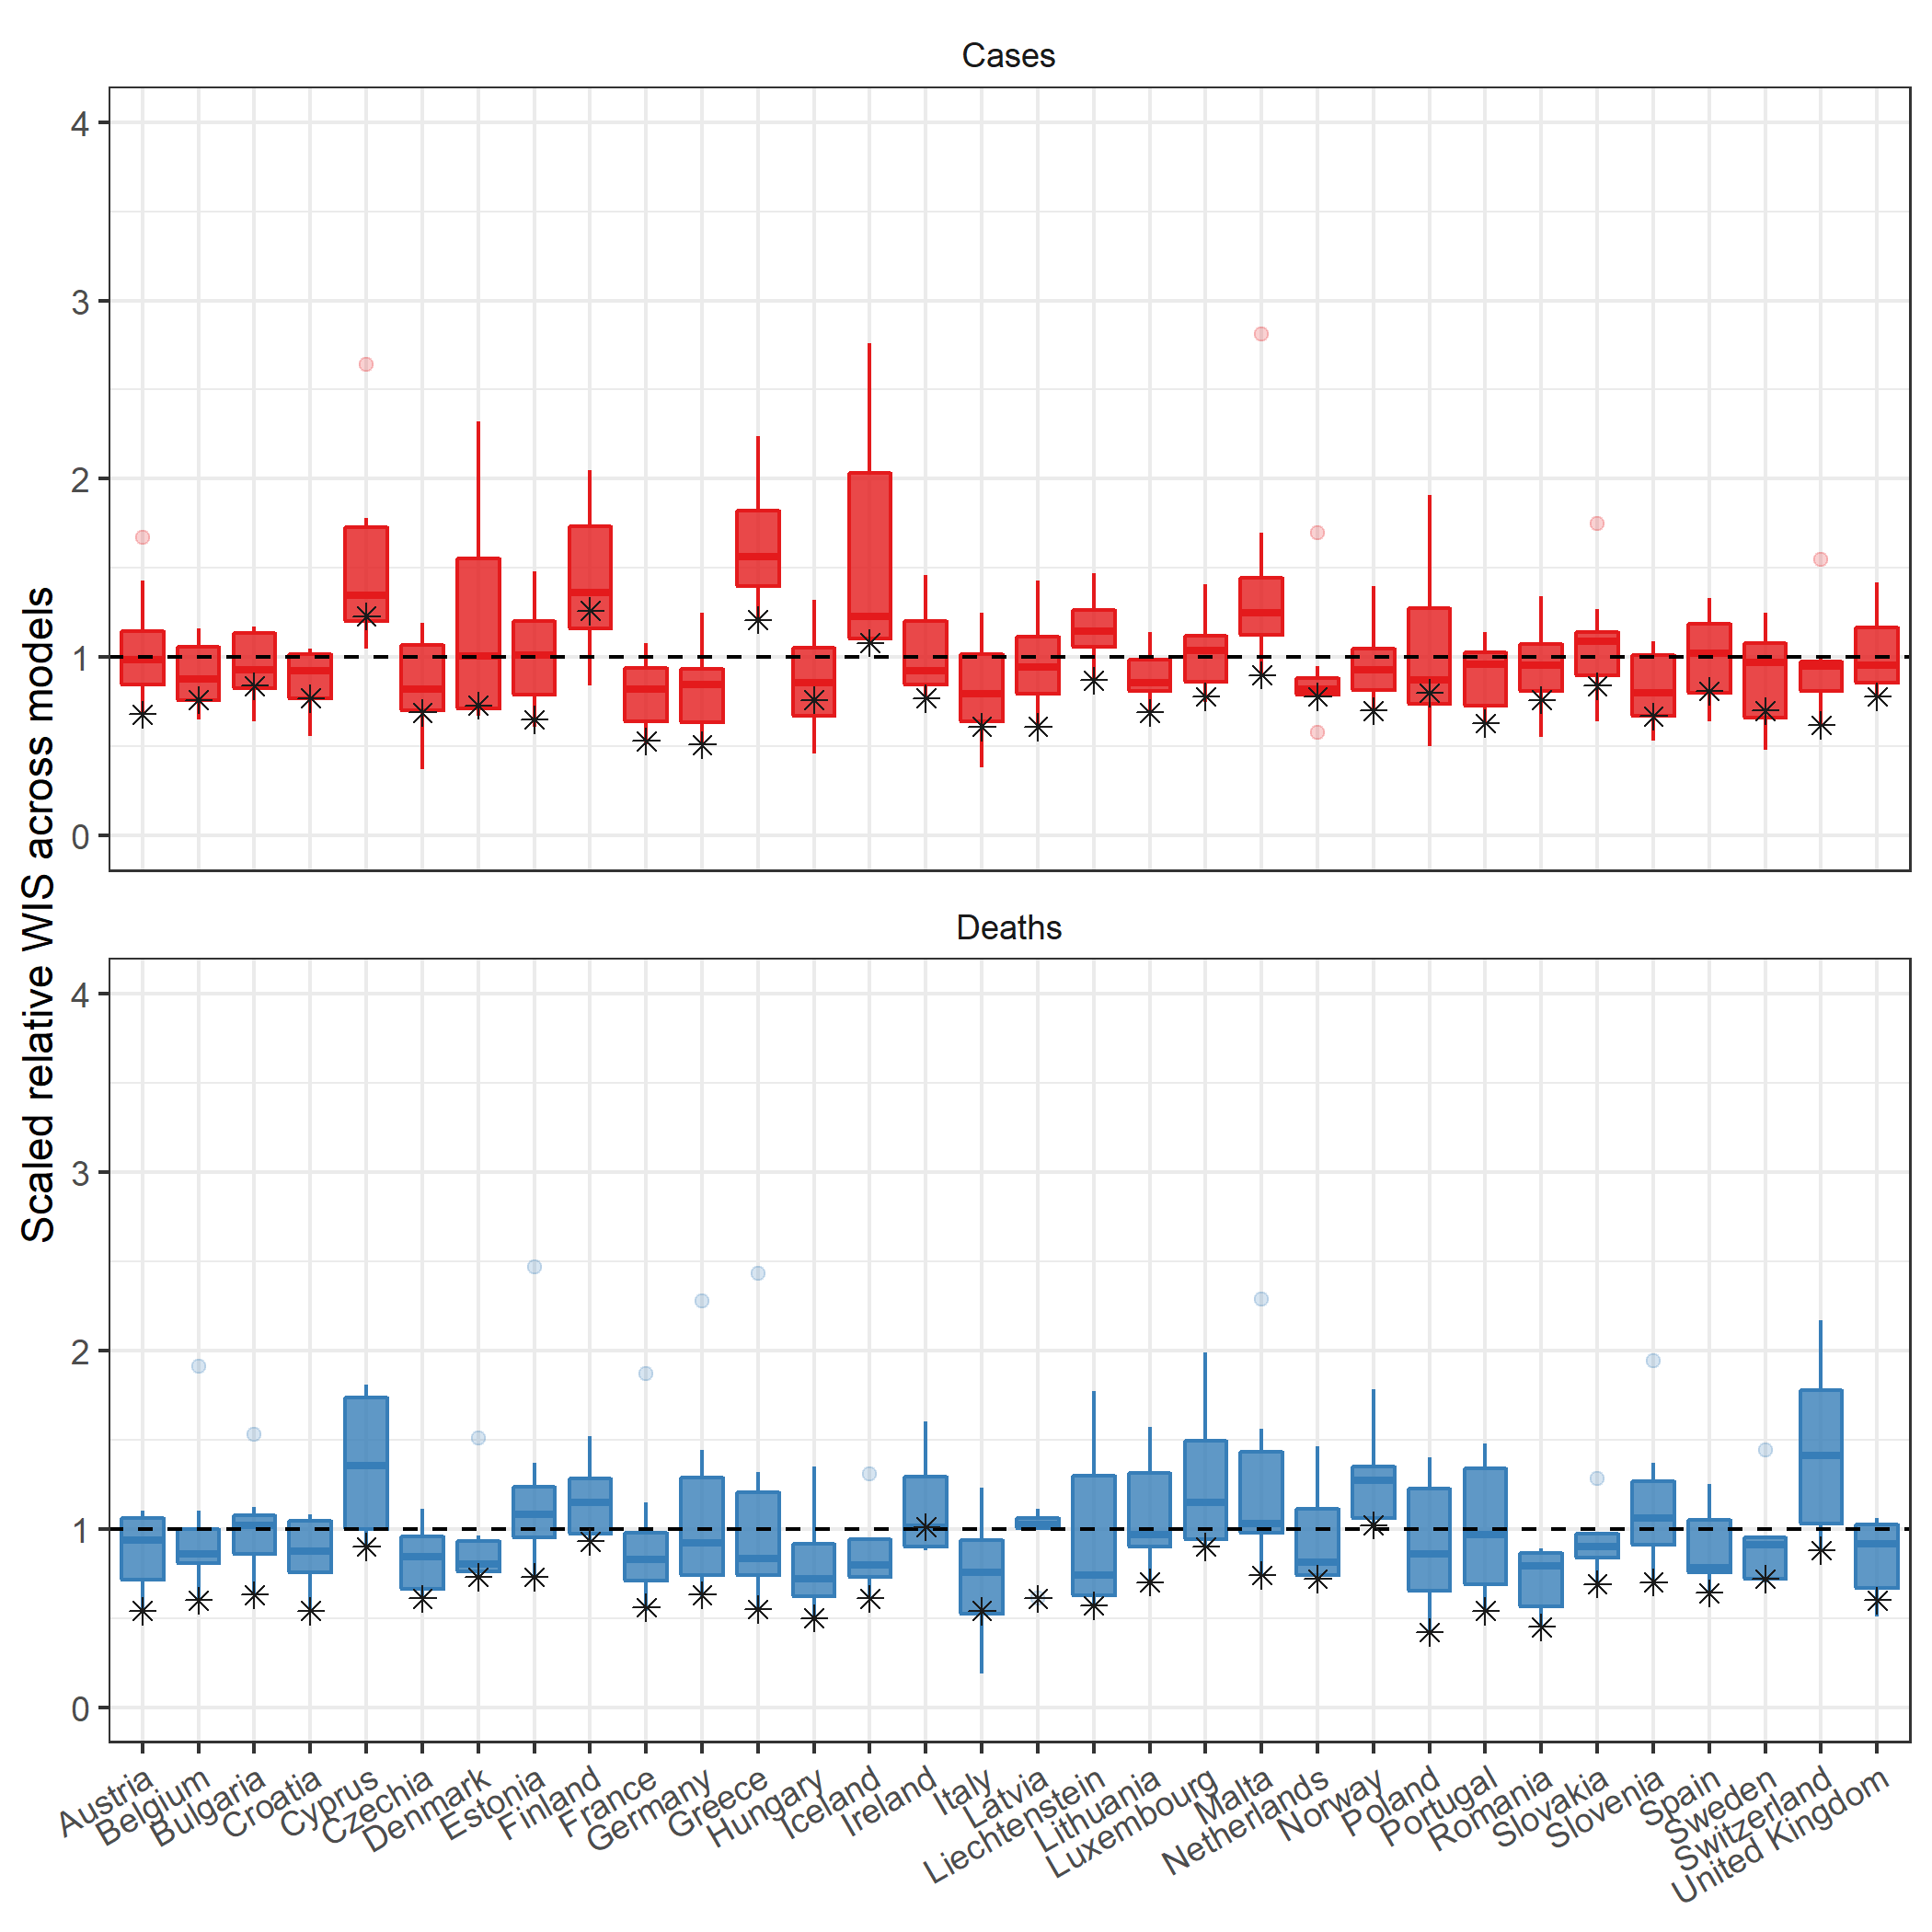 Cases
4
3
2
1
0
Scaled relative WIS across models
Deaths
4
3
2
1
0
Austria
Belgium
Bulgaria
Croatia
Cyprus
Czechia
Denmark
Estonia
Finland
France
Germany
Greece
Hungary
Iceland
Ireland
Italy
Latvia
Liechtenstein
Lithuania
Luxembourg
Malta
Netherlands
Norway
Poland
Portugal
Romania
Slovakia
Slovenia
Spain
Sweden
Switzerland
United Kingdom